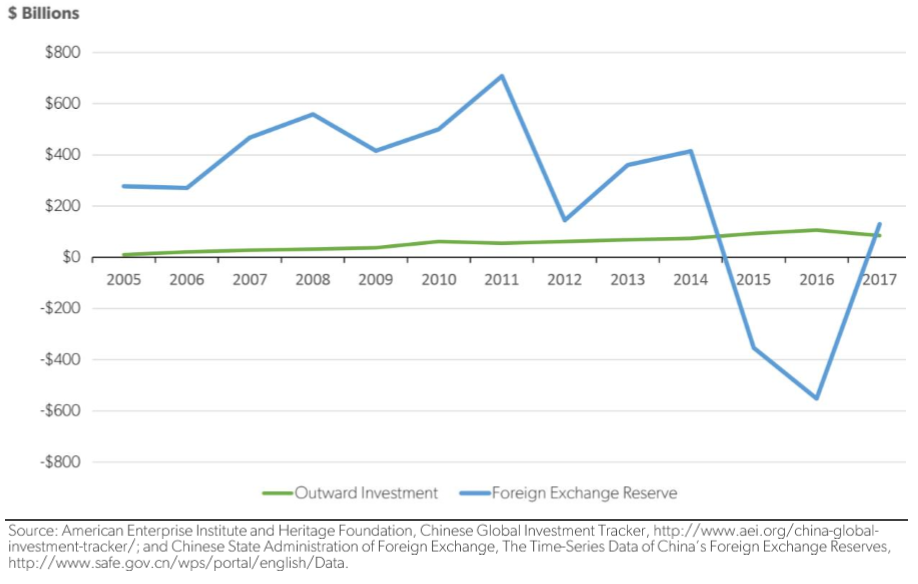 $ Billions
$800
$600
$400
$200
$0
2005 2006 2007 2008 2009 2010 2011 2012 2013 2014 2015 2016 2017
-$200
-$400
-$600
-$800
Outward Investment Foreign Exchange Reserve
Source: American Enterprise Institute and Heritage Foundation, Chinese Global Investment Tracker, http://www.aei.org/china-global-
investment-tracker/; and Chinese State Administration of Foreign Exchange, The Time-Series Data of China's Foreign Exchange Reserves,
http://www.safe.gov.cn/wps/portal/english/Data.